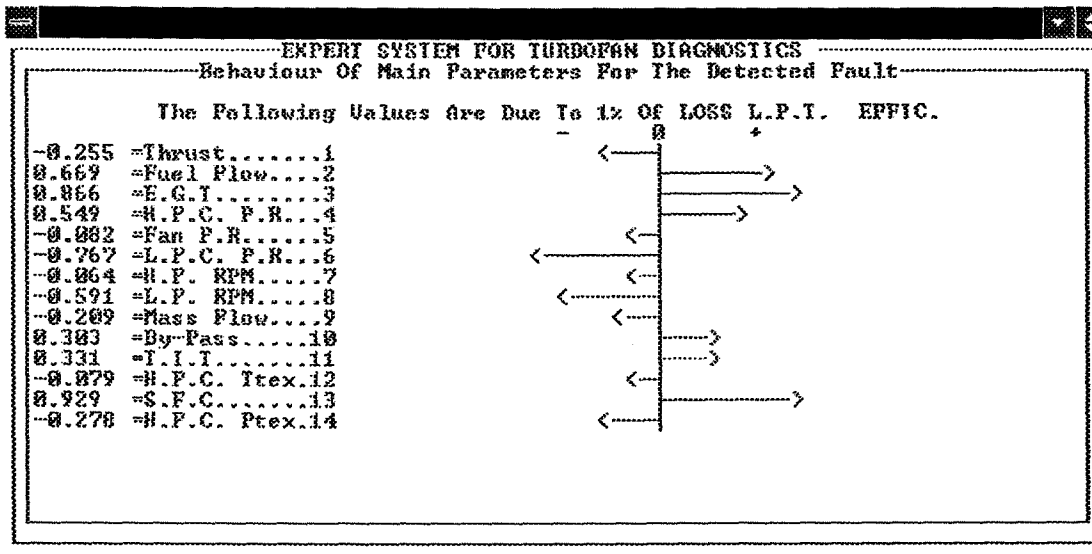 EXPERT SYSTEM FOR TURBOFAN DIAGNOSTICS
Behaviour Of Main Parameters For The Detected Fault
The Following Values Are Due To 1% Of LOSS L.P.T. EFFIC.
- 0 +
-0.255 =Thrust.......1
0.669 =Fuel Flow....2
0.866 =E.G.T........3
0.549 =H.P.C. P.R...4
-0.082 =Fan P.R......5
-0.767 =L.P.C. P.R...6
-0.064 =H.P. RPM.....7
-0.591 =L.P. RPM.....8
-0.209 =Mass Flow....9
0.303 =By-Pass.....10
0.331 =T.I.T.......11
-0.079 =H.P.C. Ttex.12
0.929 =S.F.C.......13
-0.278 =H.P.C. Ptex.14